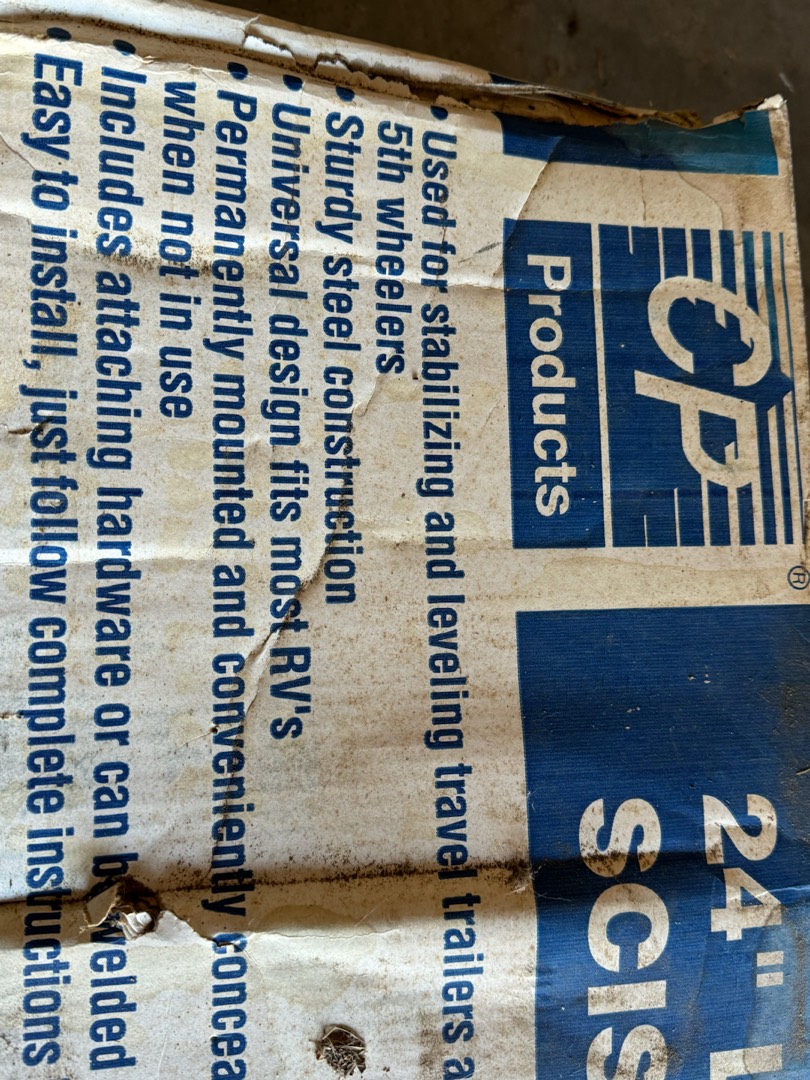 CP
Products
®
24" L
SCIS
• Used for stabilizing and leveling travel trailers a
5th wheelers
• Sturdy steel construction
• Universal design fits most RV's
• Permanently mounted and conveniently concea
when not in use
• Includes attaching hardware or can be welded
• Easy to install, just follow complete instructions